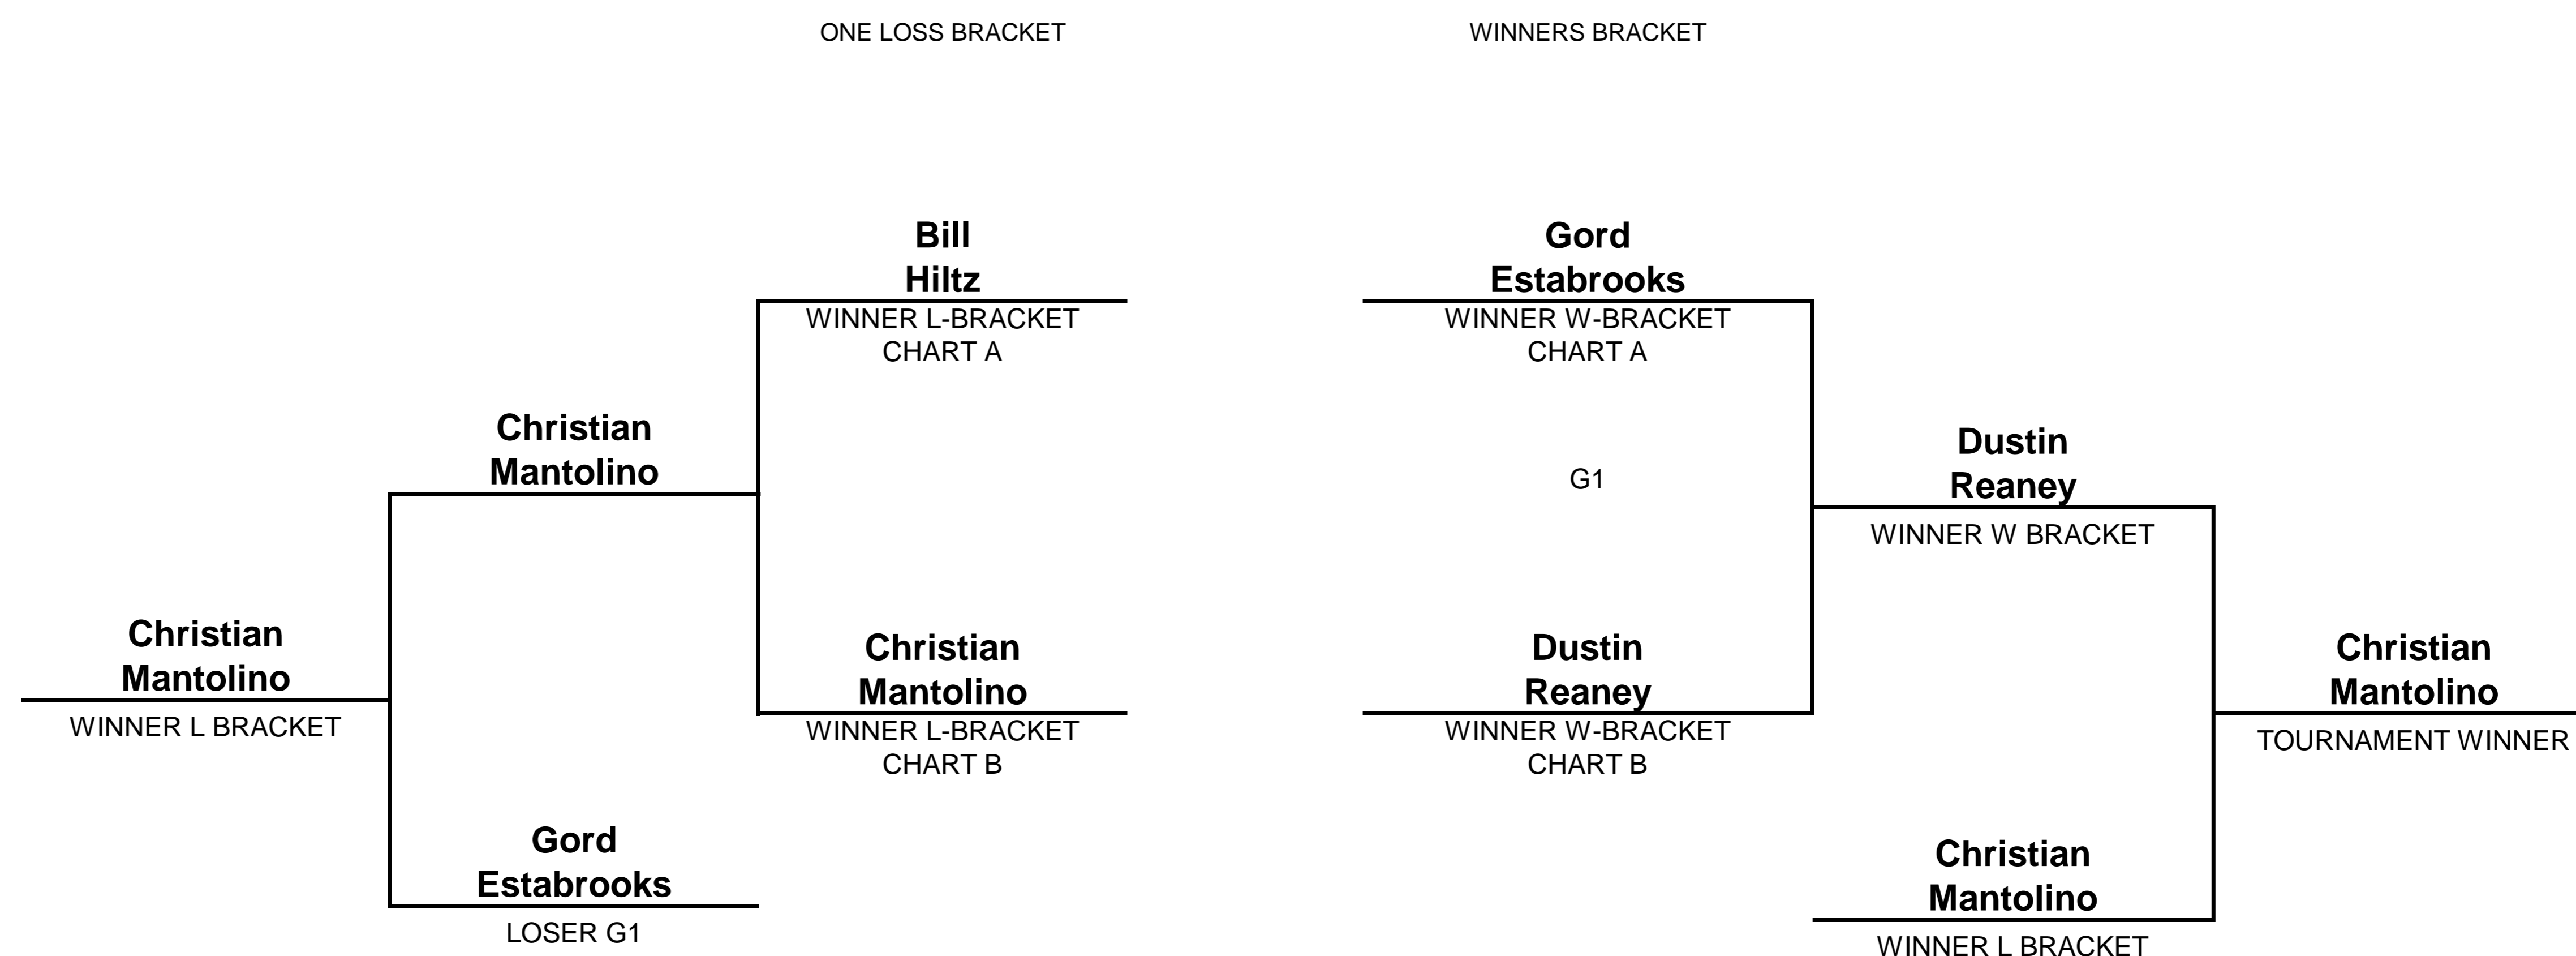 ONE LOSS BRACKET
WINNERS BRACKET
Bill
Hiltz
WINNER L-BRACKET
CHART A
Gord
Estabrooks
WINNER W-BRACKET
CHART A
Christian
Mantolino
G1
Dustin
Reaney
WINNER W BRACKET
Christian
Mantolino
WINNER L BRACKET
Christian
Mantolino
WINNER L-BRACKET
CHART B
Dustin
Reaney
WINNER W-BRACKET
CHART B
Christian
Mantolino
TOURNAMENT WINNER
Gord
Estabrooks
LOSER G1
Christian
Mantolino
WINNER L BRACKET